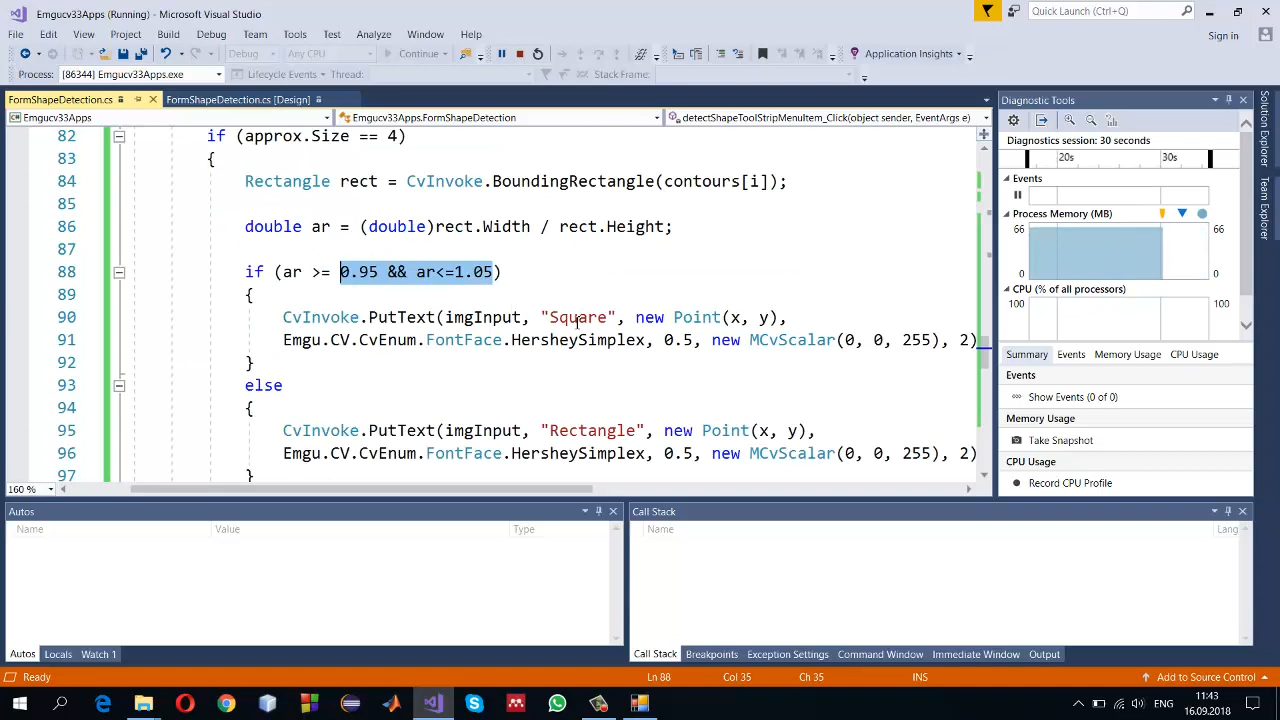 Emgucv33Apps (Running) - Microsoft Visual Studio
Quick Launch (Ctrl+Q)
File Edit View Project Build Debug Team Tools Test Analyze Window Help
Sign in
Debug Any CPU Continue Application Insights
Process: [86344] Emgucv33Apps.exe Lifecycle Events Thread: Stack Frame:
FormShapeDetection.cs FormShapeDetection.cs [Design]
Emgucv33Apps Emgucv33Apps.FormShapeDetection detectShapeToolStripMenuItem_Click(object sender, EventArgs e)
82 if (approx.Size == 4)
83 {
84 Rectangle rect = CvInvoke.BoundingRectangle(contours[i]);
85
86 double ar = (double)rect.Width / rect.Height;
87
88 if (ar >= 0.95 && ar<=1.05)
89 {
90 CvInvoke.PutText(imgInput, "Square", new Point(x, y),
91 Emgu.CV.CvEnum.FontFace.HersheySimplex, 0.5, new MCvScalar(0, 0, 255), 2)
92 }
93 else
94 {
95 CvInvoke.PutText(imgInput, "Rectangle", new Point(x, y),
96 Emgu.CV.CvEnum.FontFace.HersheySimplex, 0.5, new MCvScalar(0, 0, 255), 2)
97 }
160 %
Diagnostic Tools
Diagnostics session: 30 seconds
20s 30s
Events
Process Memory (MB)
66 66
0 0
CPU (% of all processors)
100 100
Summary Events Memory Usage CPU Usage
Events
Show Events (0 of 0)
Memory Usage
Take Snapshot
CPU Usage
Record CPU Profile
Solution Explorer
Team Explorer
Autos
Name Value Type
Autos Locals Watch 1
Call Stack
Name Lang
Call Stack Breakpoints Exception Settings Command Window Immediate Window Output
Ready Ln 88 Col 35 Ch 35 INS Add to Source Control
ENG
11:43
16.09.2018